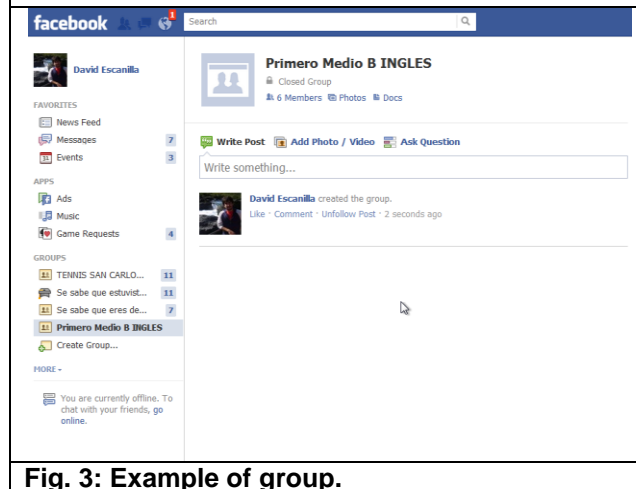 facebook
1
Search
David Escanilla
FAVORITES
News Feed
Messages 7
Events 3
APPS
Ads
Music
Game Requests 4
GROUPS
TENNIS SAN CARLO... 11
Se sabe que estuvist... 11
Se sabe que eres de... 7
Primero Medio B INGLES
Create Group...
MORE
You are currently offline. To
chat with your friends, go
online.
Primero Medio B INGLES
Closed Group
6 Members Photos Docs
Write Post Add Photo / Video Ask Question
Write something...
David Escanilla created the group.
Like · Comment · Unfollow Post · 2 seconds ago
Fig. 3: Example of group.